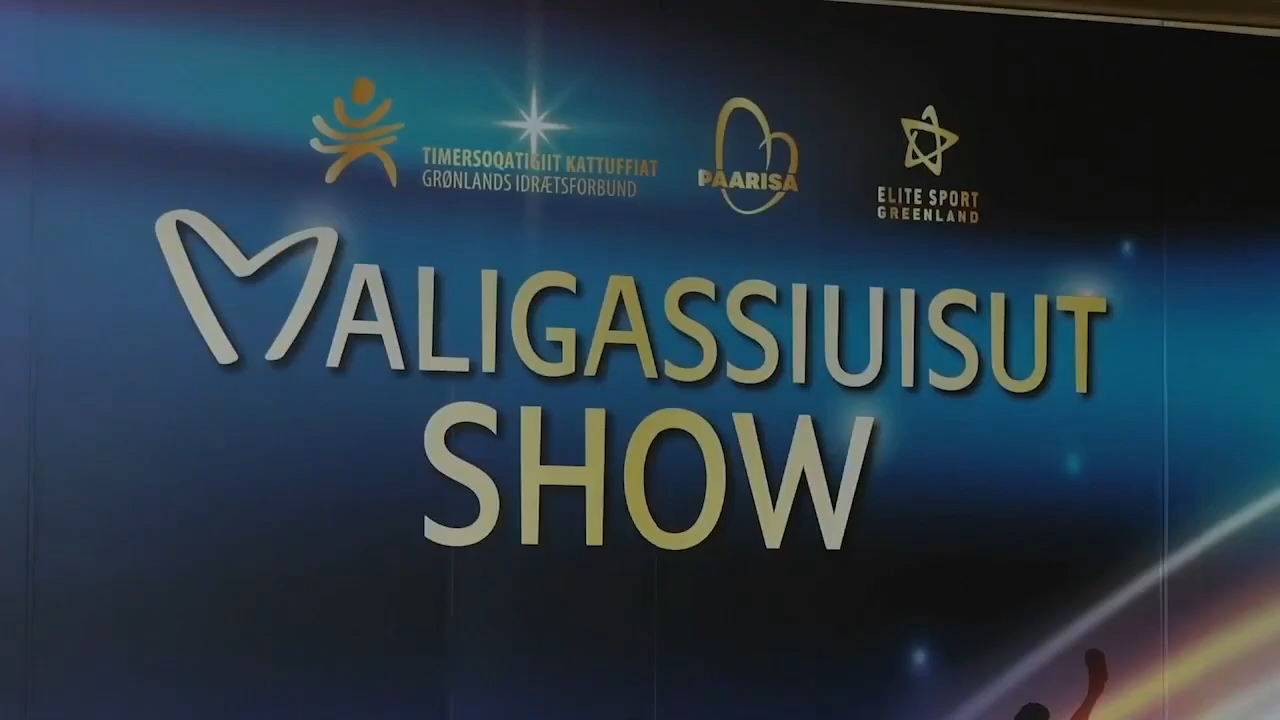 TIMERSOQATIGIIT KATTUFFIAT
GRØNLANDS IDRÆTSFORBUND
PAARISA
ELITE SPORT
GREENLAND
MALIGASSIUISUT
SHOW